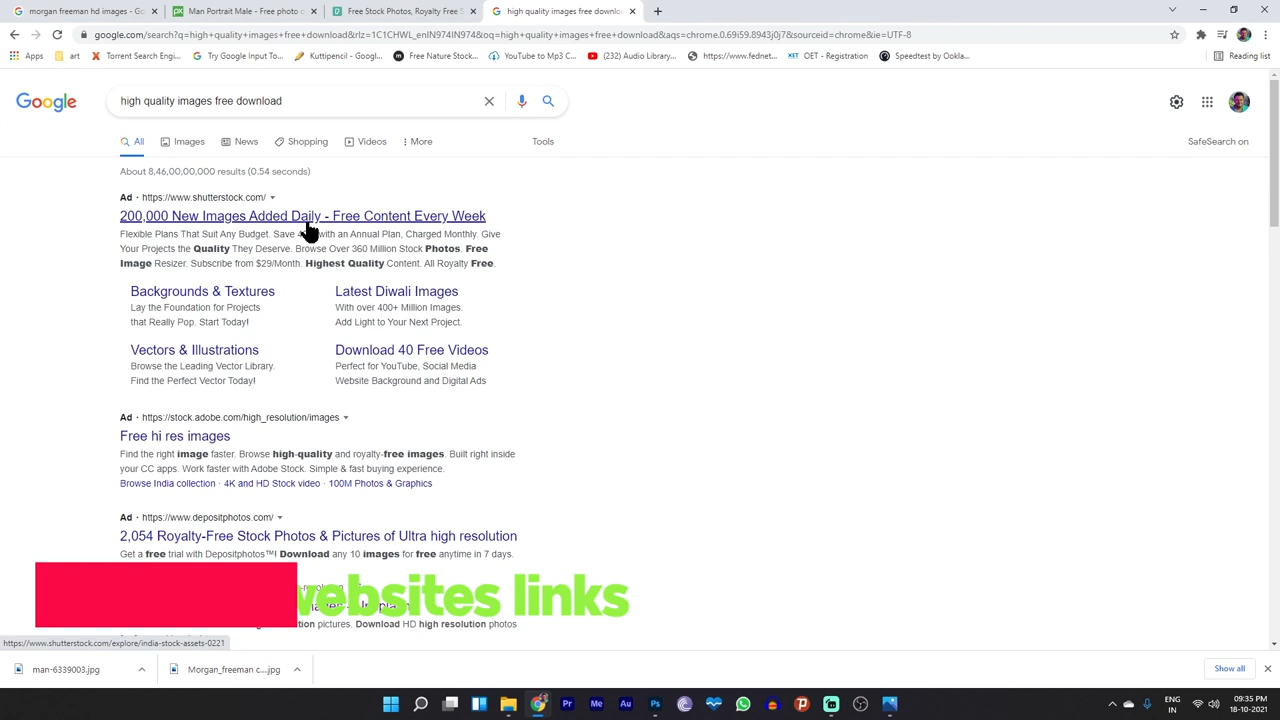 morgan freeman hd images - Go
Man Portrait Male - Free photo o
Free Stock Photos, Royalty Free S
high quality images free downlo
google.com/search?q=high+quality+images+free+download&rlz=1C1CHWL_enIN974IN974&oq=high+quality+images+free+download&aqs=chrome.0.69i59.8943j0j7&sourceid=chrome&ie=UTF-8
Apps
art
Torrent Search Engi...
Try Google Input To...
Kuttipencil - Googl...
Free Nature Stock...
YouTube to Mp3 C...
(232) Audio Library...
https://www.fednet...
OET - Registration
Speedtest by Ookla...
Reading list
Google
high quality images free download
All
Images
News
Shopping
Videos
More
Tools
SafeSearch on
About 8,46,00,00,000 results (0.54 seconds)
Ad · https://www.shutterstock.com/
200,000 New Images Added Daily - Free Content Every Week
Flexible Plans That Suit Any Budget. Save with an Annual Plan, Charged Monthly. Give
Your Projects the Quality They Deserve. Browse Over 360 Million Stock Photos. Free
Image Resizer. Subscribe from $29/Month. Highest Quality Content. All Royalty Free.
Backgrounds & Textures
Lay the Foundation for Projects
that Really Pop. Start Today!
Latest Diwali Images
With over 400+ Million Images.
Add Light to Your Next Project.
Vectors & Illustrations
Browse the Leading Vector Library.
Find the Perfect Vector Today!
Download 40 Free Videos
Perfect for YouTube, Social Media
Website Background and Digital Ads
Ad · https://stock.adobe.com/high_resolution/images
Free hi res images
Find the right image faster. Browse high-quality and royalty-free images. Built right inside
your CC apps. Work faster with Adobe Stock. Simple & fast buying experience.
Browse India collection · 4K and HD Stock video · 100M Photos & Graphics
Ad · https://www.depositphotos.com/
2,054 Royalty-Free Stock Photos & Pictures of Ultra high resolution
Get a free trial with Depositphotos™! Download any 10 images for free anytime in 7 days.
websites links
pictures. Download HD high resolution photos
https://www.shutterstock.com/explore/india-stock-assets-0221
man-6339003.jpg
Morgan_freeman c....jpg
Show all
Pr
Me
Au
Ps
ENG
IN
09:35 PM
18-10-2021